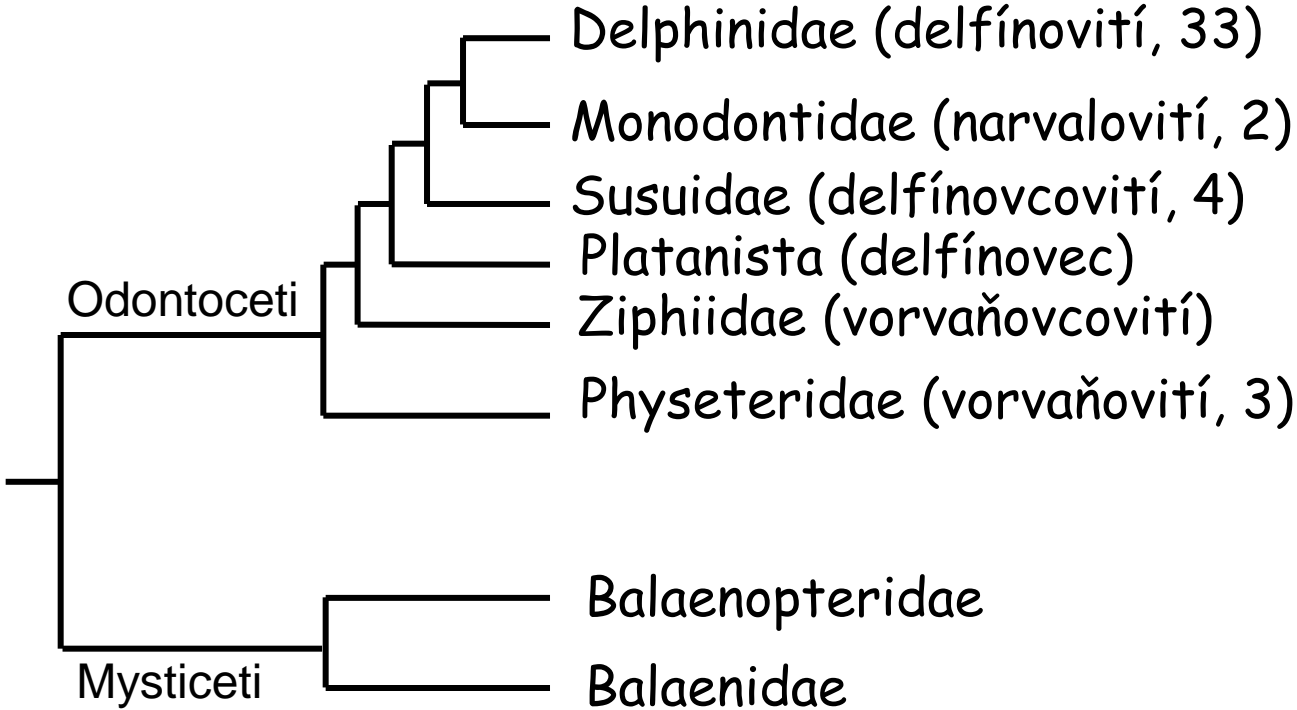 Delphinidae (delfínovití, 33)
Monodontidae (narvalovití, 2)
Susuidae (delfínovcovití, 4)
Platanista (delfínovec)
Odontoceti
Ziphiidae (vorvaňovcovití)
Physeteridae (vorvaňovití, 3)
Balaenopteridae
Mysticeti
Balaenidae